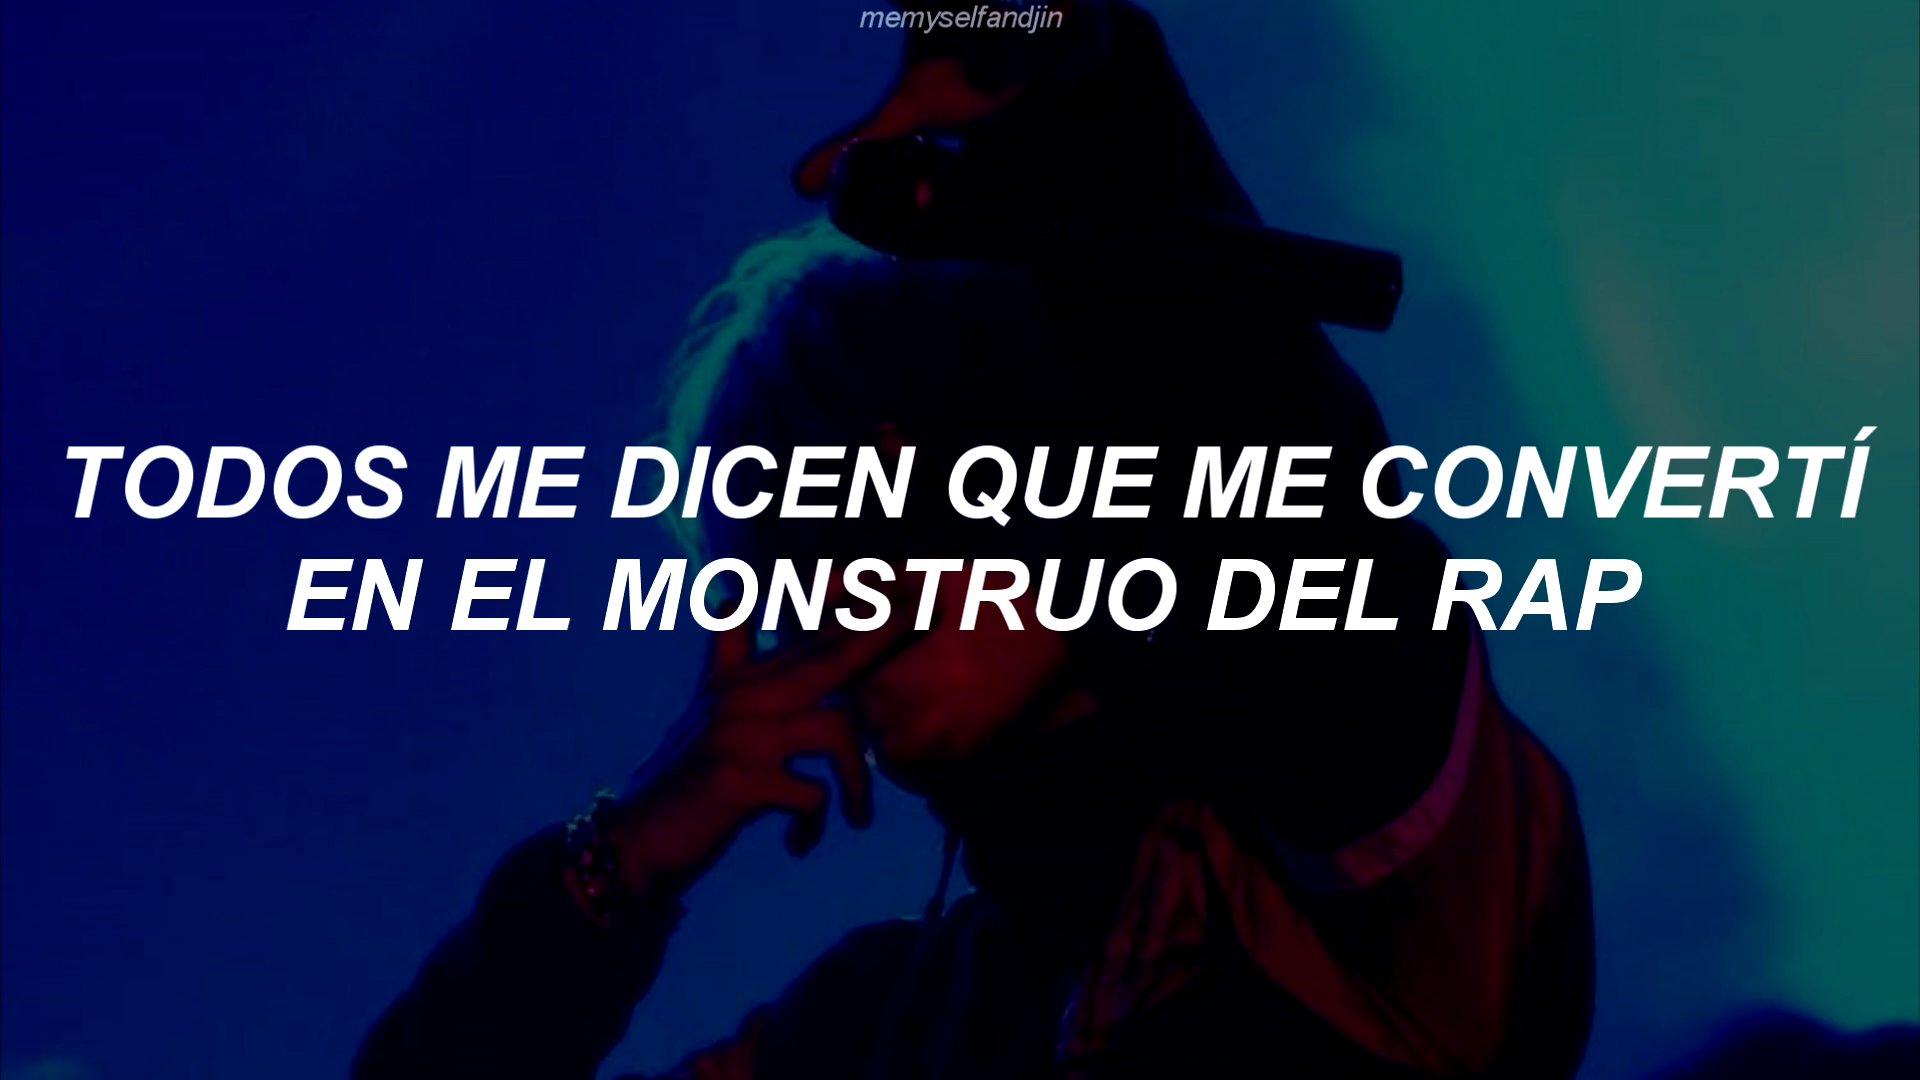 memyselfandjin
TODOS ME DICEN QUE ME CONVERTÍ
EN EL MONSTRUO DEL RAP